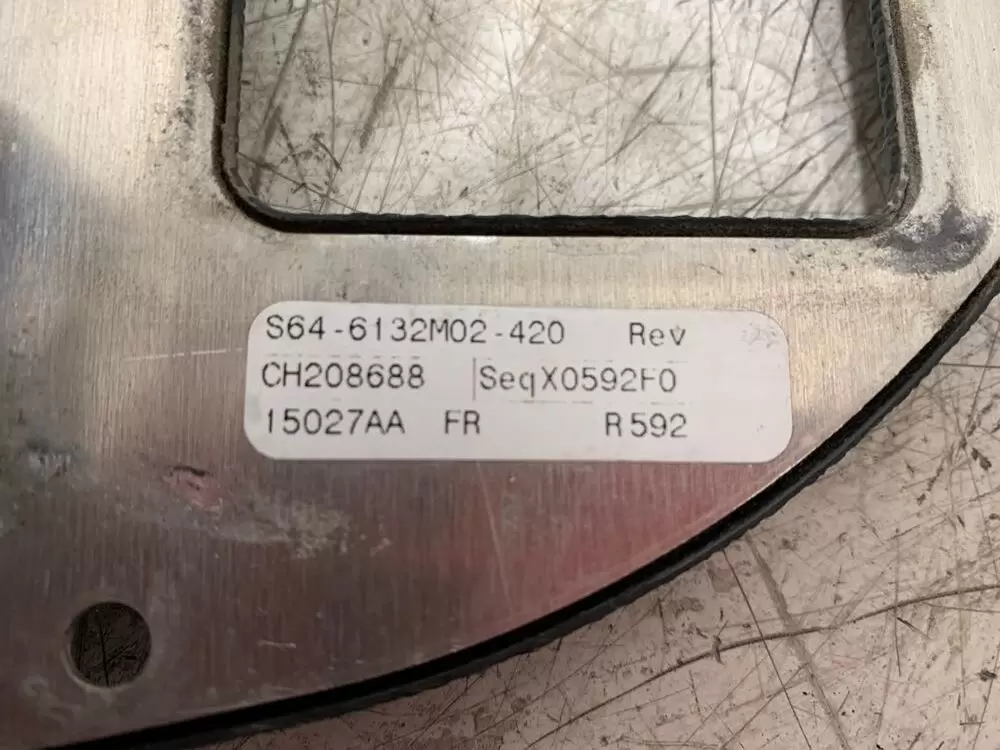 S64-6132M02-420 Rev
CH208688 SeqX0592F0
15027AA FR R592